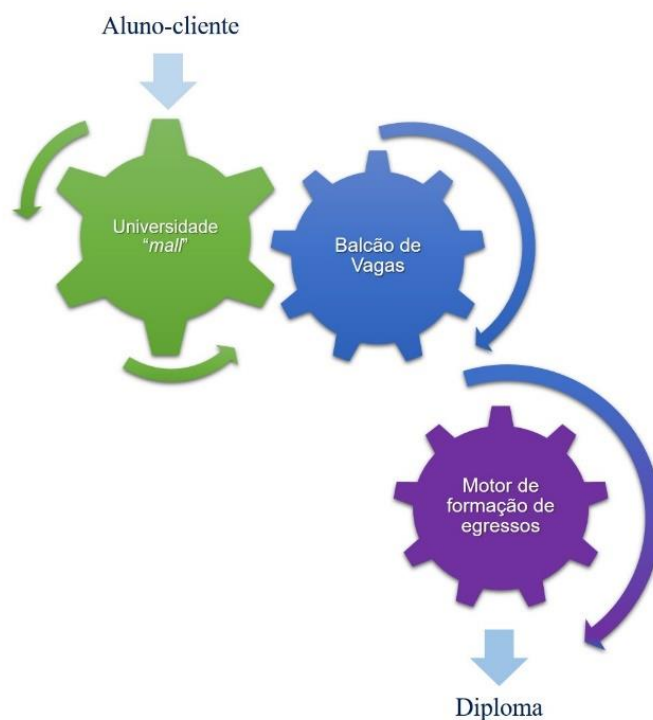 Aluno-cliente
Universidade
“mall”
Balcão de
Vagas
Motor de
formação de
egressos
Diploma